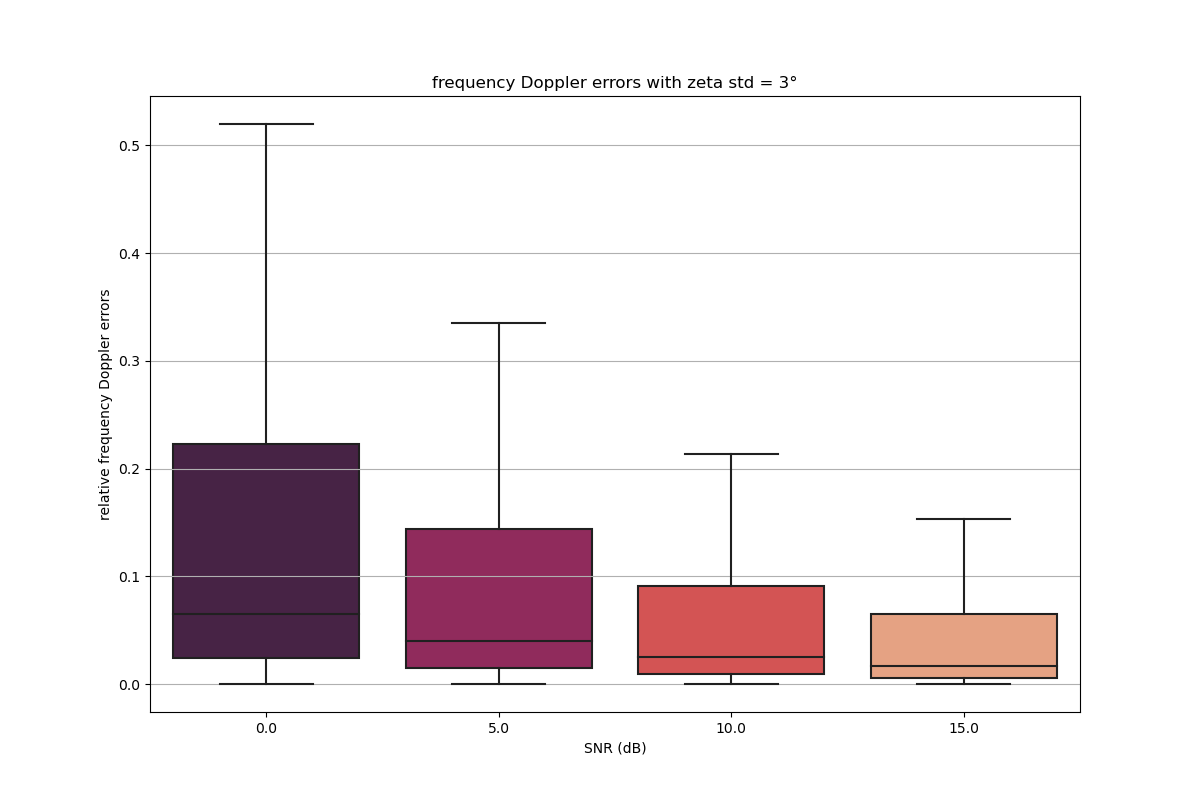 frequency Doppler errors with zeta std = 3°
relative frequency Doppler errors
0.5
0.4
0.3
0.2
0.1
0.0
0.0 5.0 10.0 15.0
SNR (dB)